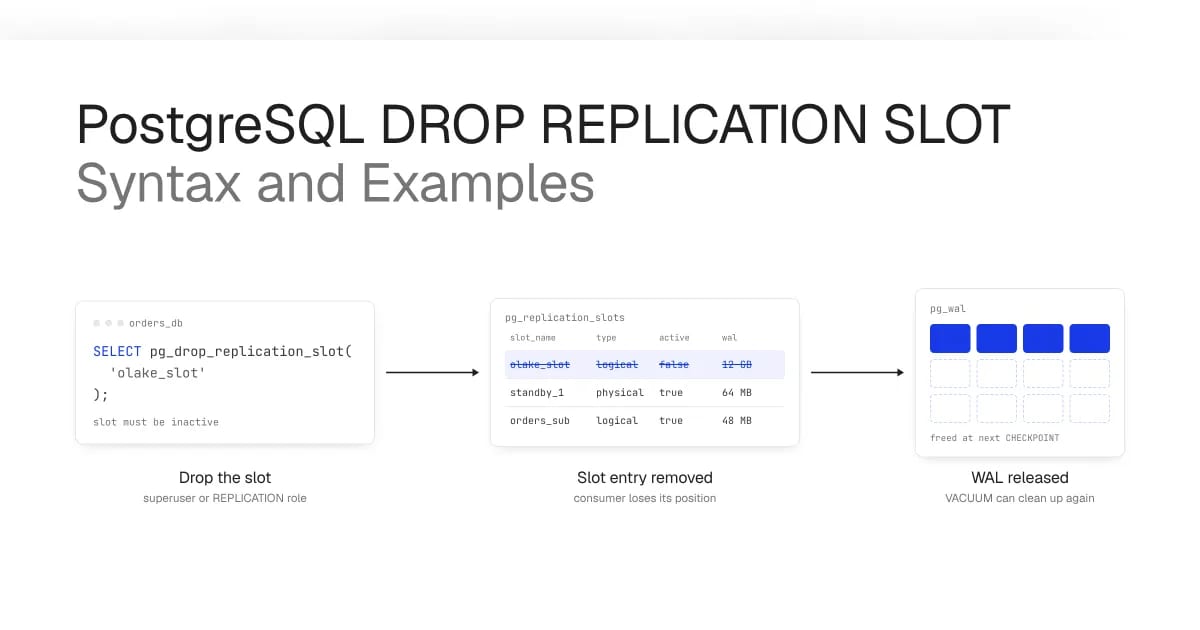 PostgreSQL DROP REPLICATION SLOT
Syntax and Examples
orders_db
SELECT pg_drop_replication_slot(
'olake_slot'
);
slot must be inactive
Drop the slot
superuser or REPLICATION role
pg_replication_slots
slot_name type active wal
olake_slot logical false 12 GB
standby_1 physical true 64 MB
orders_sub logical true 48 MB
Slot entry removed
consumer loses its position
pg_wal
freed at next CHECKPOINT
WAL released
VACUUM can clean up again